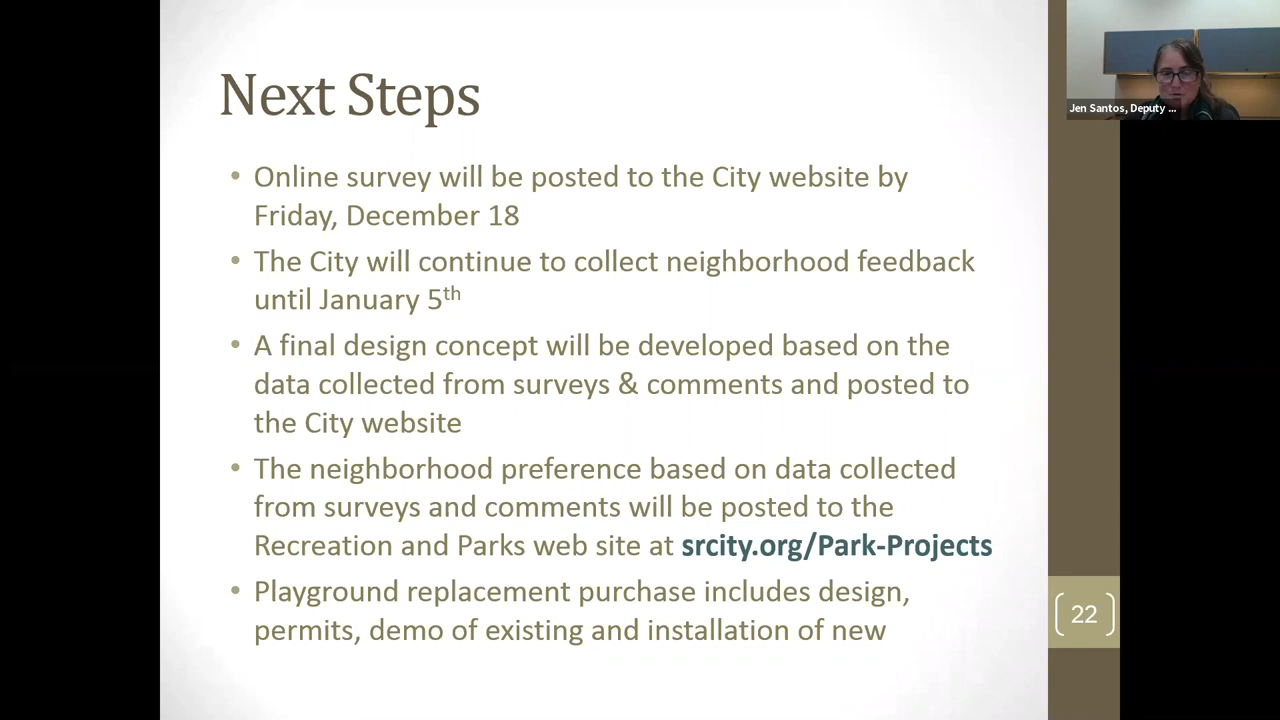 Next Steps
• Online survey will be posted to the City website by
Friday, December 18
• The City will continue to collect neighborhood feedback
until January 5th
• A final design concept will be developed based on the
data collected from surveys & comments and posted to
the City website
• The neighborhood preference based on data collected
from surveys and comments will be posted to the
Recreation and Parks web site at srcity.org/Park-Projects
• Playground replacement purchase includes design,
permits, demo of existing and installation of new
22
Jen Santos, Deputy ...